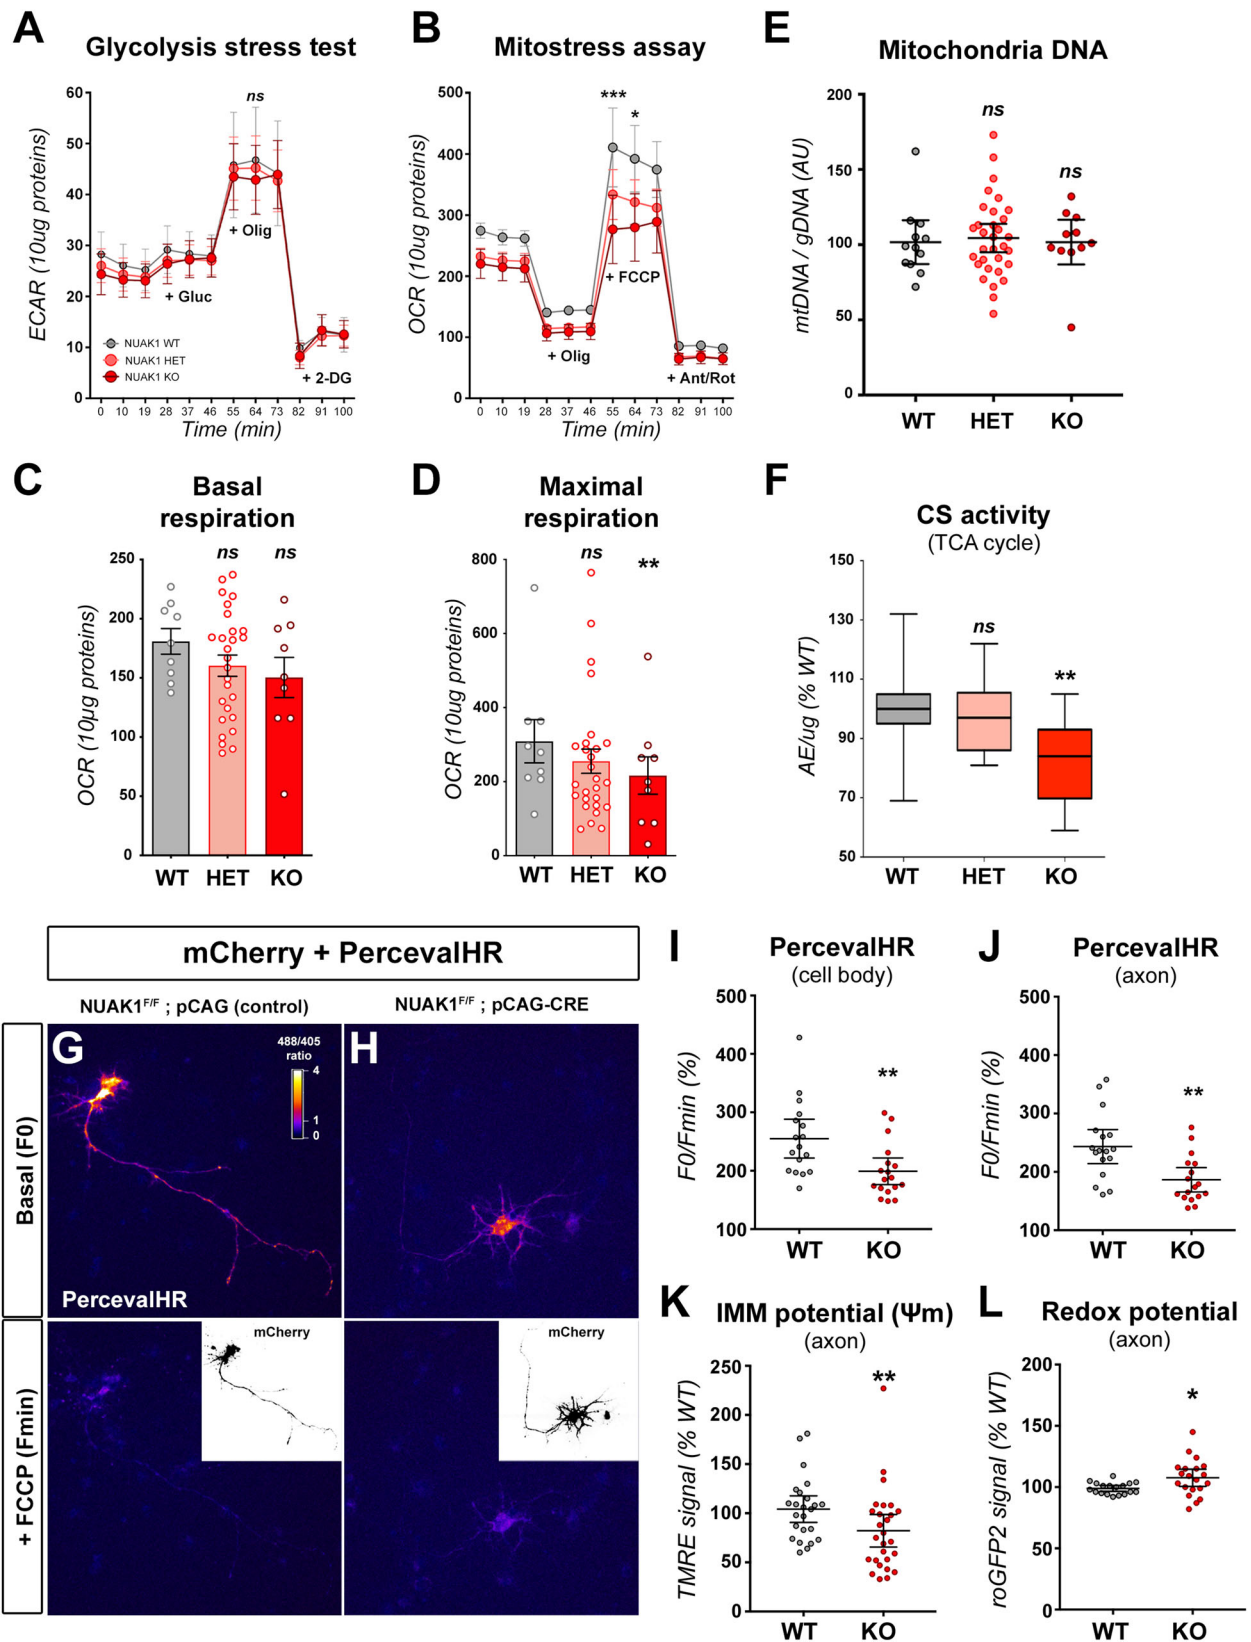 A
Glycolysis stress test
ECAR (10ug proteins)
60
50
40
30
20
10
0
ns
+ Olig
+ Gluc
+ 2-DG
NUAK1 WT
NUAK1 HET
NUAK1 KO
0 10 19 28 37 46 55 64 73 82 91 100
Time (min)
B
Mitostress assay
OCR (10ug proteins)
500
400
300
200
100
0
***
*
+ FCCP
+ Olig
+ Ant/Rot
0 10 19 28 37 46 55 64 73 82 91 100
Time (min)
E
Mitochondria DNA
mtDNA / gDNA (AU)
200
150
100
50
0
ns
ns
WT HET KO
C
Basal
respiration
OCR (10µg proteins)
250
200
150
100
50
0
ns ns
WT HET KO
D
Maximal
respiration
OCR (10ug proteins)
800
600
400
200
0
ns
**
WT HET KO
F
CS activity
(TCA cycle)
AE/ug (% WT)
150
130
110
90
70
50
ns
**
WT HET KO
mCherry + PercevalHR
NUAK1F/F ; pCAG (control)
NUAK1F/F ; pCAG-CRE
Basal (F0)
+ FCCP (Fmin)
G
488/405
ratio
4
1
0
PercevalHR
H
mCherry
mCherry
I
PercevalHR
(cell body)
F0/Fmin (%)
500
400
300
200
100
**
WT KO
J
PercevalHR
(axon)
F0/Fmin (%)
500
400
300
200
100
**
WT KO
K
IMM potential (Ψm)
(axon)
TMRE signal (% WT)
250
200
150
100
50
0
**
WT KO
L
Redox potential
(axon)
roGFP2 signal (% WT)
200
150
100
50
0
*
WT KO